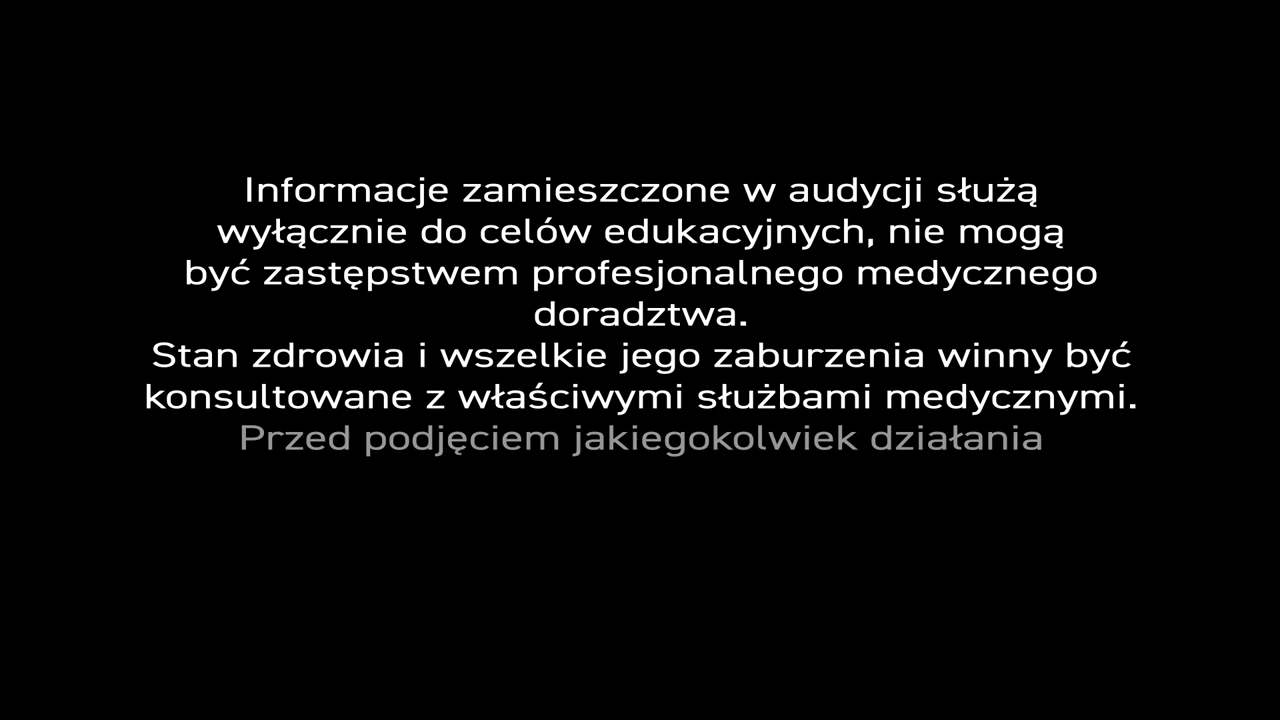 Informacje zamieszczone w audycji służą
wyłącznie do celów edukacyjnych, nie mogą
być zastępstwem profesjonalnego medycznego
doradztwa.
Stan zdrowia i wszelkie jego zaburzenia winny być
konsultowane z właściwymi służbami medycznymi.
Przed podjęciem jakiegokolwiek działania